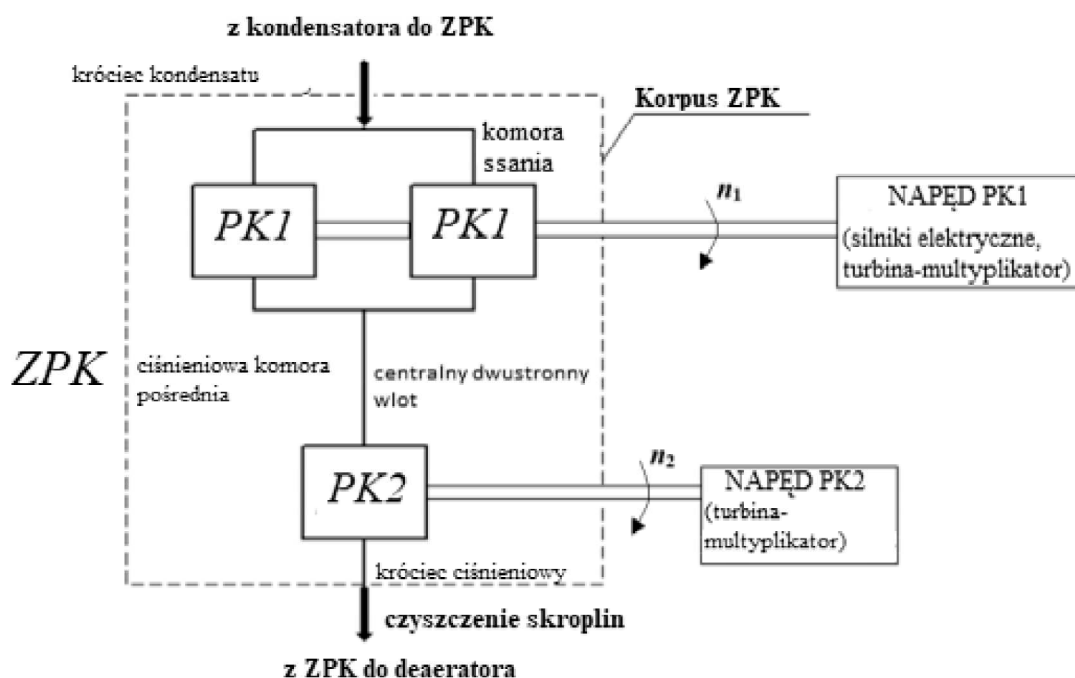 z kondensatora do ZPK
króciec kondensatu
Korpus ZPK
komora
ssania
PK1
PK1
n₁
NAPĘD PK1
(silniki elektryczne,
turbina-multyplikator)
ZPK
ciśnieniowa komora
pośrednia
centralny dwustronny
wlot
PK2
n₂
NAPĘD PK2
(turbina-
multyplikator)
króciec ciśnieniowy
czyszczenie skroplin
z ZPK do deaeratora